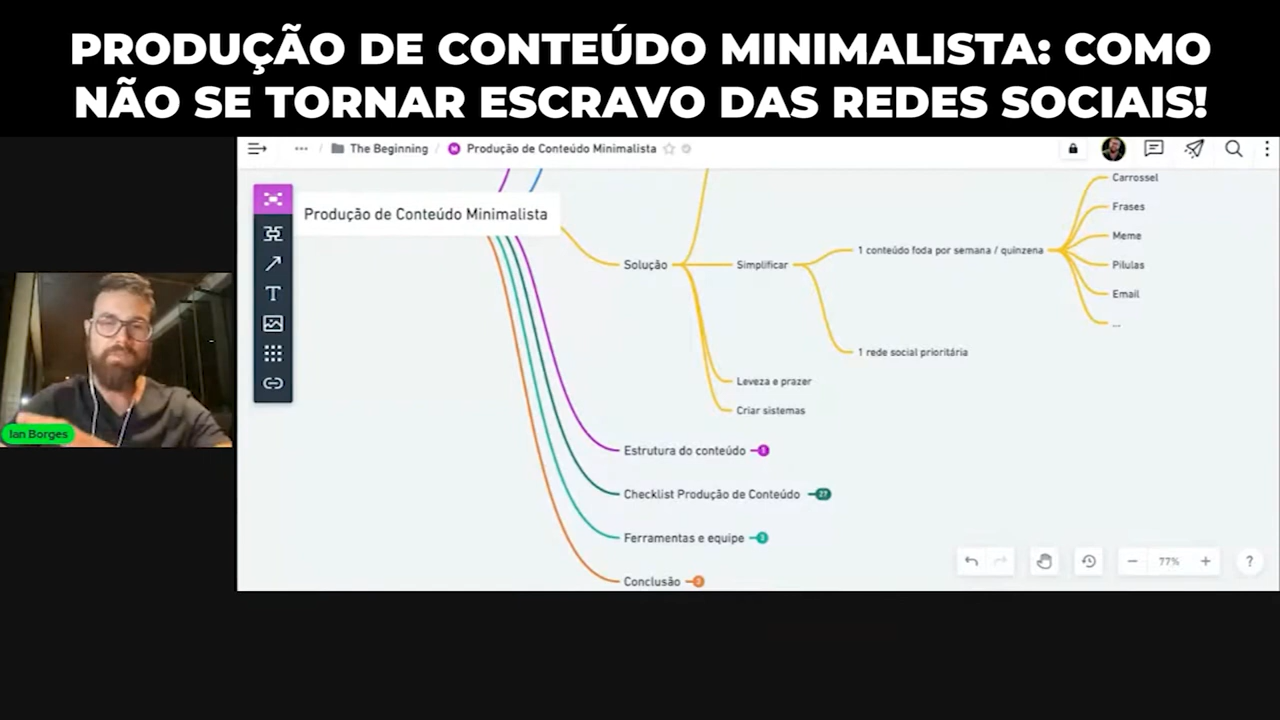 PRODUÇÃO DE CONTEÚDO MINIMALISTA: COMO
NÃO SE TORNAR ESCRAVO DAS REDES SOCIAIS!
... / The Beginning / M Produção de Conteúdo Minimalista
Produção de Conteúdo Minimalista
T
Solução
Simplificar
1 conteúdo foda por semana / quinzena
Carrossel
Frases
Meme
Pílulas
Email
...
1 rede social prioritária
Leveza e prazer
Criar sistemas
Ian Borges
Estrutura do conteúdo
Checklist Produção de Conteúdo 27
Ferramentas e equipe
Conclusão
77%
?